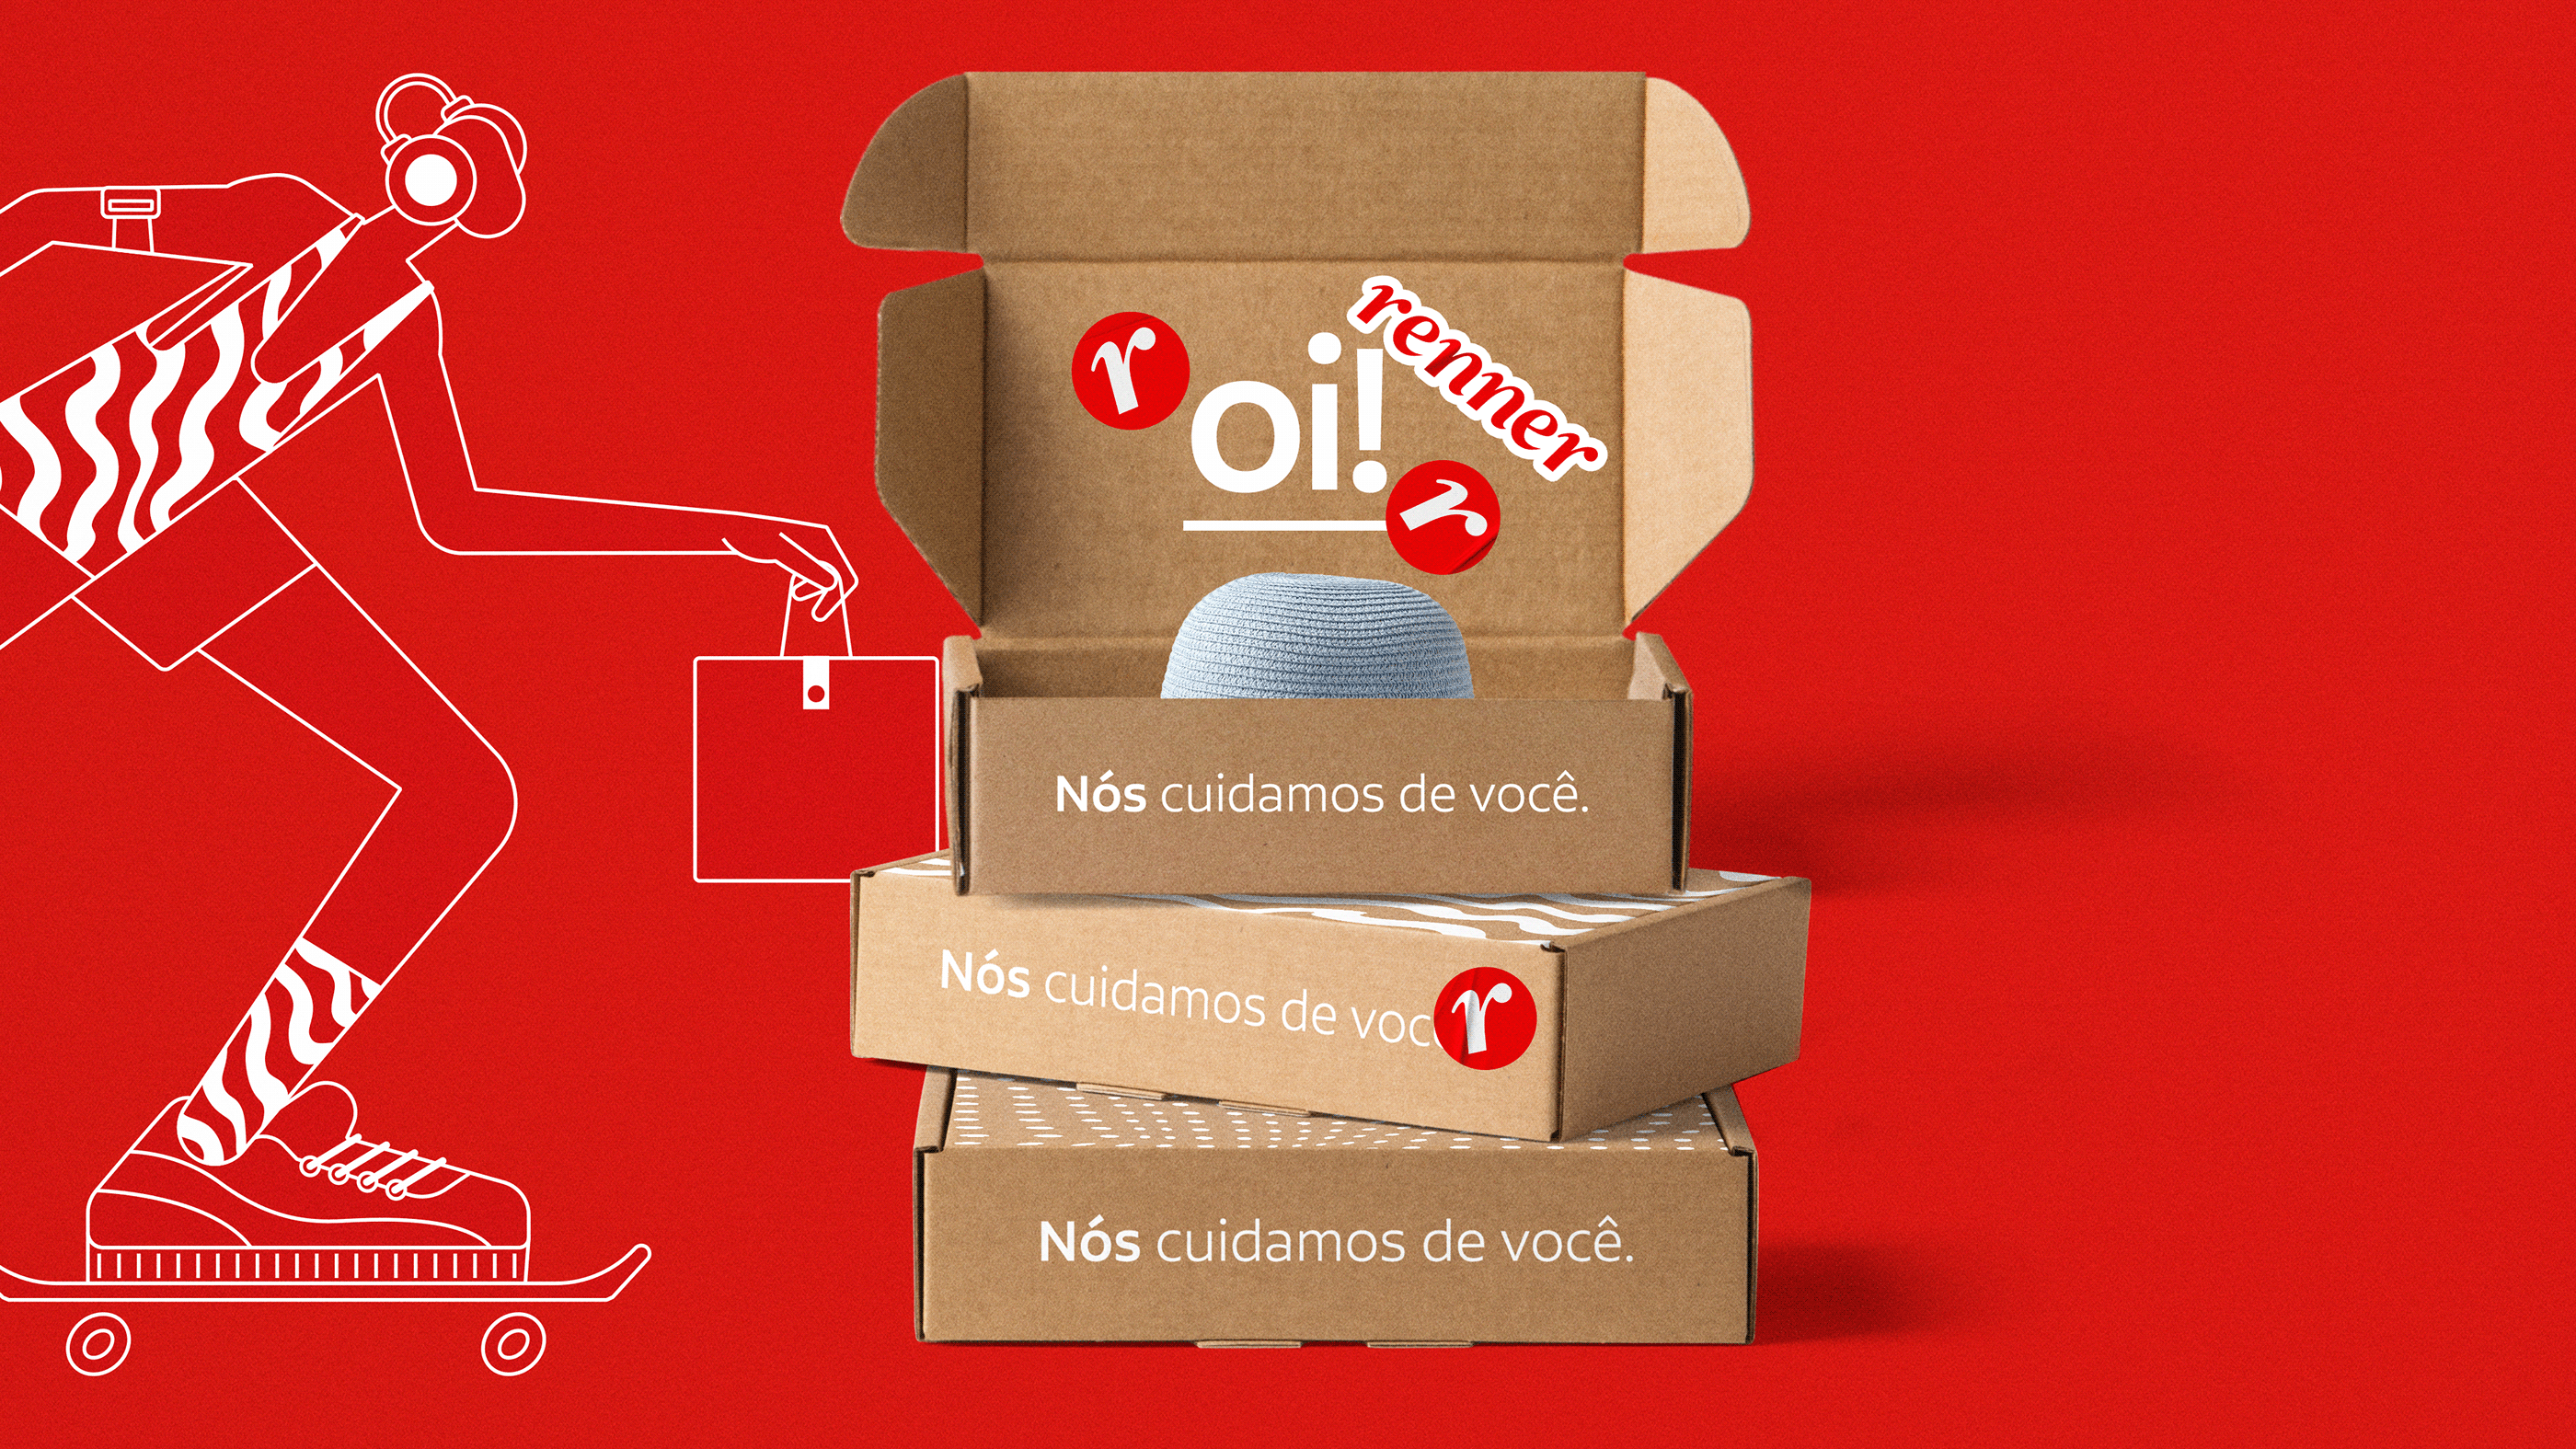 r
oi!
renner
r
Nós cuidamos de você.
Nós cuidamos de voc
r
Nós cuidamos de você.